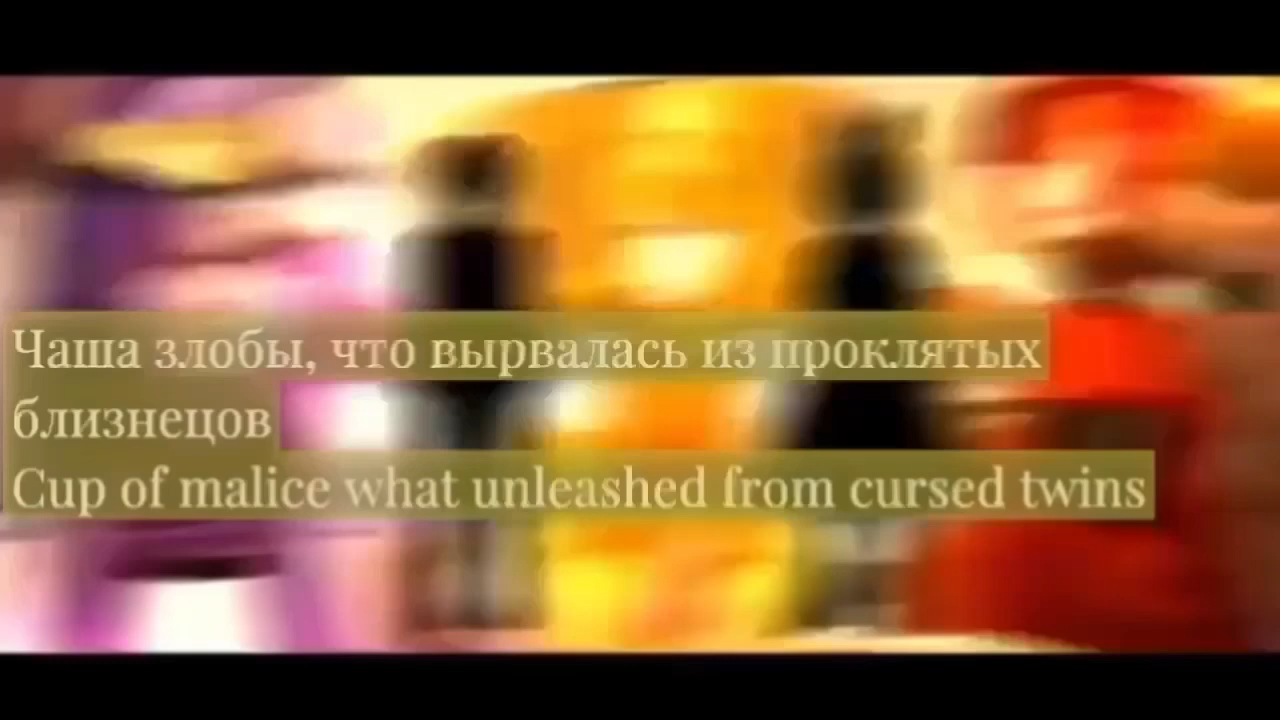 Чаша злобы, что вырвалась из проклятых
близнецов
Cup of malice what unleashed from cursed twins